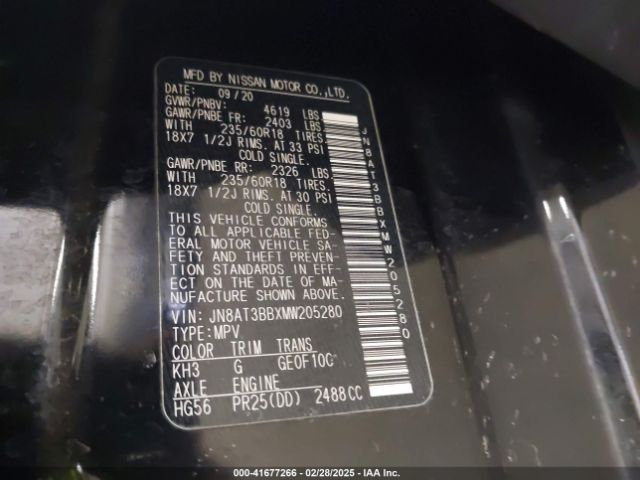 MFD BY NISSAN MOTOR CO.,LTD.
DATE: 09/20
GVWR/PNBV: 4619 LBS
GAWR/PNBE FR: 2403 LBS
WITH 235/60R18 TIRES.
18X7 1/2J RIMS. AT 33 PSI
COLD SINGLE.
GAWR/PNBE RR: 2326 LBS
WITH 235/60R18 TIRES.
18X7 1/2J RIMS. AT 30 PSI
COLD SINGLE.
THIS VEHICLE CONFORMS
TO ALL APPLICABLE FED-
ERAL MOTOR VEHICLE SA-
FETY AND THEFT PREVEN-
TION STANDARDS IN EFF-
ECT ON THE DATE OF MA-
NUFACTURE SHOWN ABOVE.
VIN: JN8AT3BBXMW205280
TYPE:MPV
COLOR TRIM TRANS
KH3 G GE0F10C
AXLE ENGINE
HG56 PR25(DD) 2488CC
JN8AT3BBXMW205280
000-41677266 - 02/28/2025 - IAA Inc.